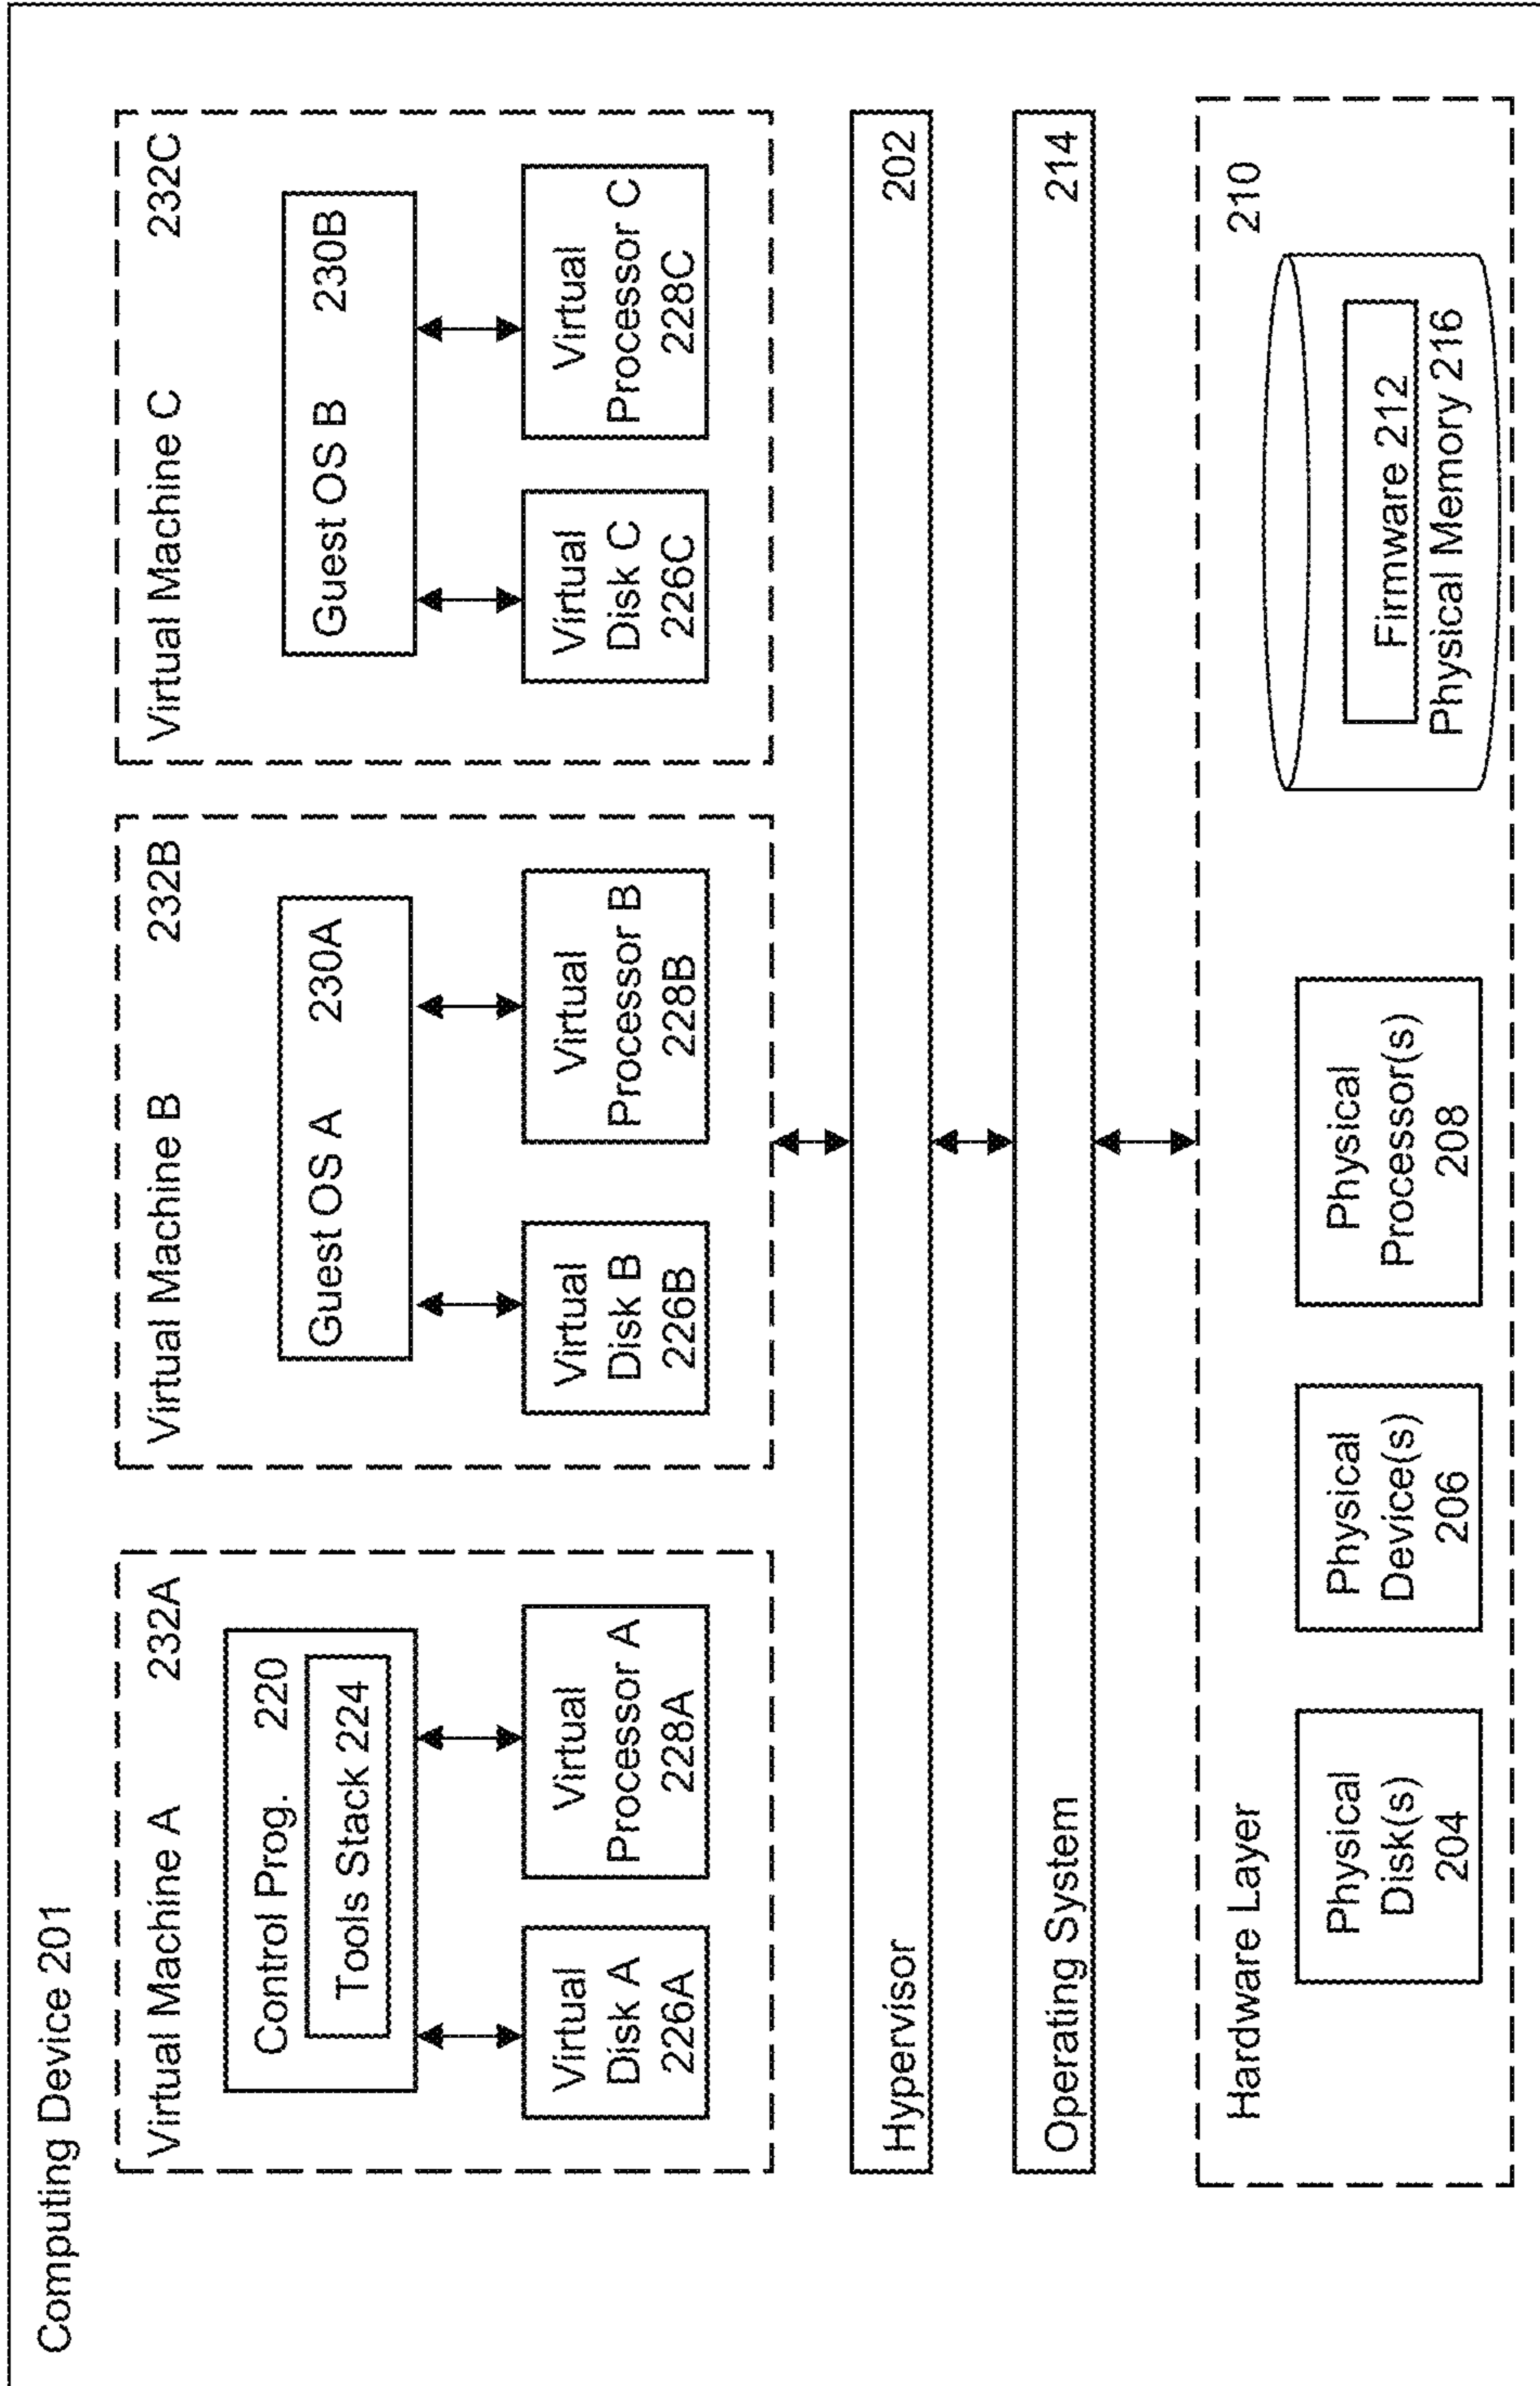 Computing Device 201
Virtual Machine A 232A
Control Prog. 220
Tools Stack 224
Virtual
Disk A
226A
Virtual
Processor A
228A
Virtual Machine B 232B
Guest OS A 230A
Virtual
Disk B
226B
Virtual
Processor B
228B
Virtual Machine C 232C
Guest OS B 230B
Virtual
Disk C
226C
Virtual
Processor C
228C
Hypervisor 202
Operating System 214
Hardware Layer 210
Physical
Disk(s)
204
Physical
Device(s)
206
Physical
Processor(s)
208
Firmware 212
Physical Memory 216